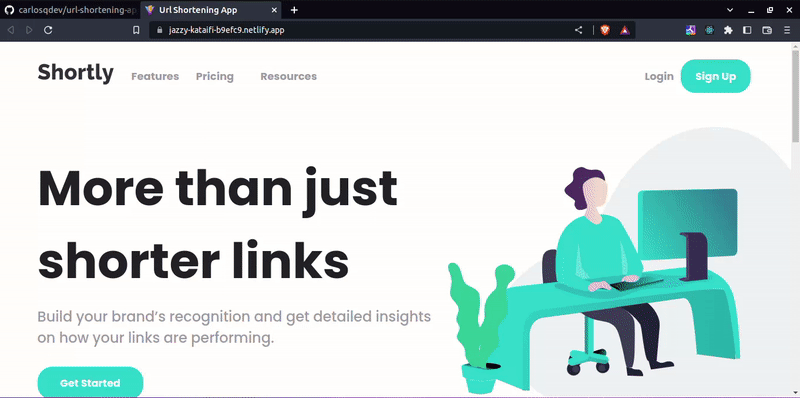 carlosqdev/url-shortening-ap
Url Shortening App
jazzy-kataifi-b9efc9.netlify.app
Shortly
Features Pricing Resources
Login Sign Up
More than just
shorter links
Build your brand's recognition and get detailed insights
on how your links are performing.
Get Started